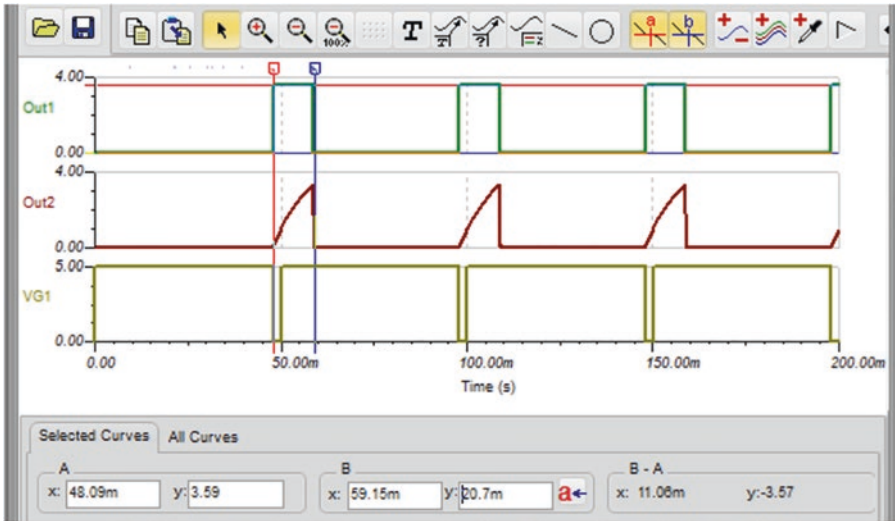 100% T T ? =z a b
4.00
Out1
0.00
4.00
Out2
0.00
5.00
VG1
0.00
0.00 50.00m 100.00m 150.00m 200.00m
Time (s)
Selected Curves All Curves
A B B - A
x: 48.09m y: 3.59 x: 59.15m y: 20.7m a x: 11.06m y:-3.57